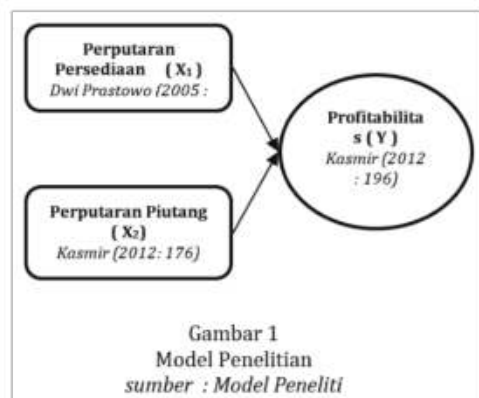 Perputaran
Persediaan ( X₁ )
Dwi Prastowo (2005 :
Profitabilita
s ( Y )
Kasmir (2012
: 196)
Perputaran Piutang
( X₂)
Kasmir (2012: 176)
Gambar 1
Model Penelitian
sumber : Model Peneliti